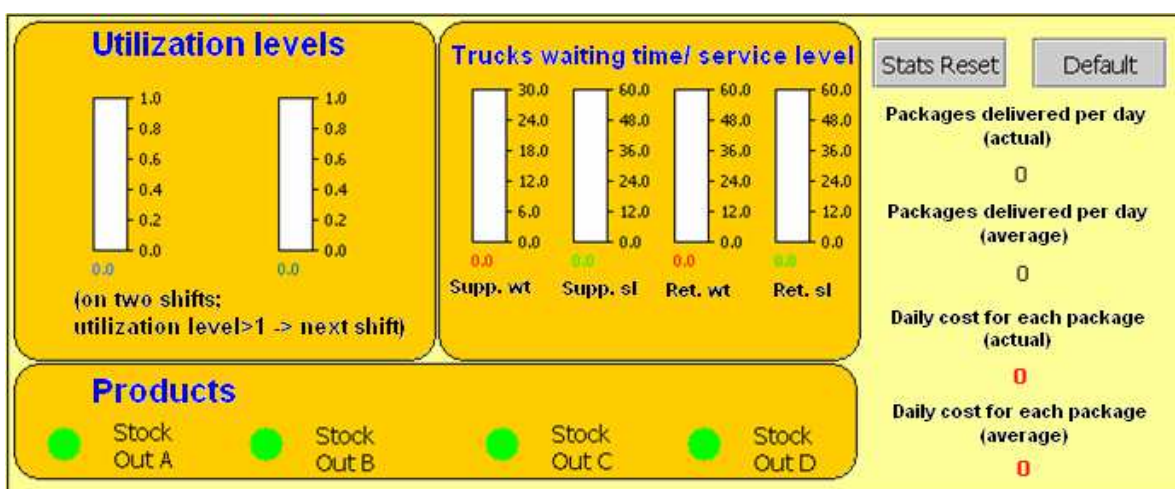 Utilization levels
1.0
0.8
0.6
0.4
0.2
0.0
0.0
1.0
0.8
0.6
0.4
0.2
0.0
0.0
(on two shifts;
utilization level>1 -> next shift)
Trucks waiting time/ service level
30.0
24.0
18.0
12.0
6.0
0.0
0.0
Supp. wt
60.0
48.0
36.0
24.0
12.0
0.0
0.0
Supp. sl
60.0
48.0
36.0
24.0
12.0
0.0
0.0
Ret. wt
60.0
48.0
36.0
24.0
12.0
0.0
0.0
Ret. sl
Stats Reset
Default
Packages delivered per day
(actual)
0
Packages delivered per day
(average)
0
Daily cost for each package
(actual)
0
Daily cost for each package
(average)
0
Products
Stock
Out A
Stock
Out B
Stock
Out C
Stock
Out D